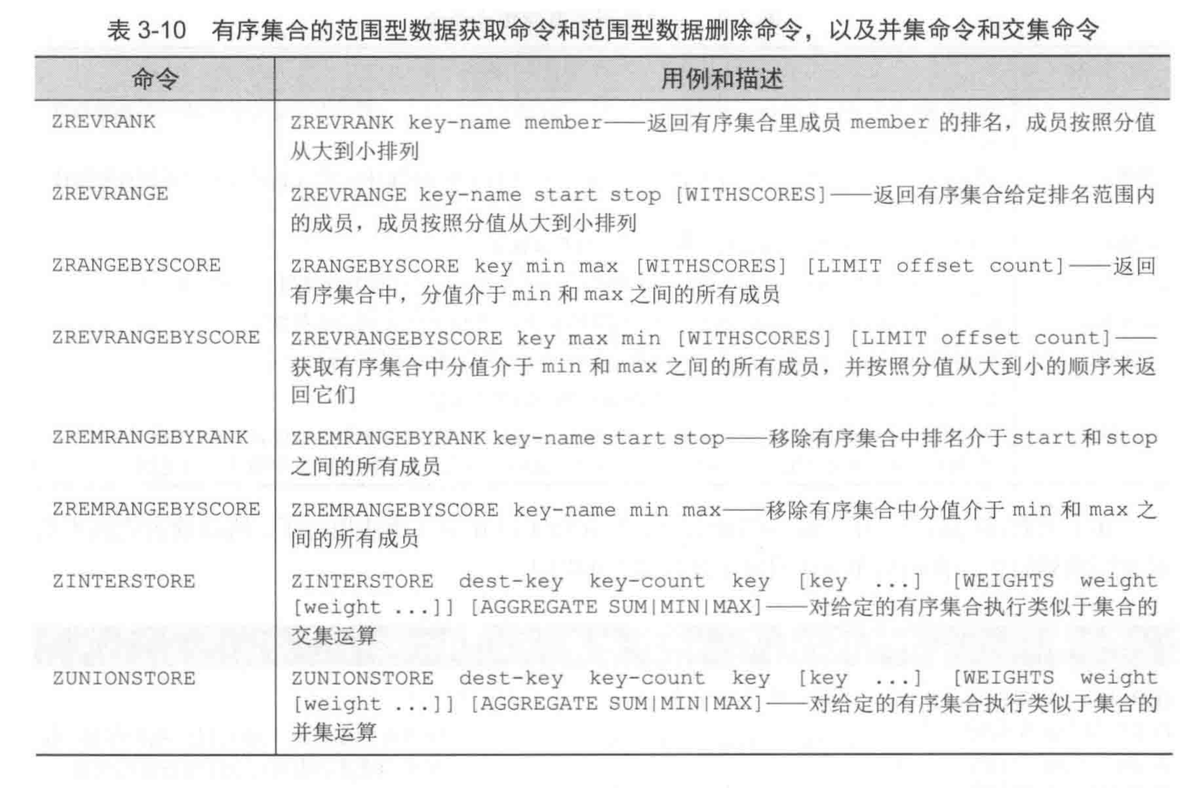 表 3-10 有序集合的范围型数据获取命令和范围型数据删除命令，以及并集命令和交集命令
命令 用例和描述
ZREVRANK ZREVRANK key-name member——返回有序集合里成员 member 的排名，成员按照分值
从大到小排列
ZREVRANGE ZREVRANGE key-name start stop [WITHSCORES]——返回有序集合给定排名范围内
的成员，成员按照分值从大到小排列
ZRANGEBYSCORE ZRANGEBYSCORE key min max [WITHSCORES] [LIMIT offset count]——返回
有序集合中，分值介于 min 和 max 之间的所有成员
ZREVRANGEBYSCORE ZREVRANGEBYSCORE key max min [WITHSCORES] [LIMIT offset count]——
获取有序集合中分值介于 min 和 max 之间的所有成员，并按照分值从大到小的顺序来返
回它们
ZREMRANGEBYRANK ZREMRANGEBYRANK key-name start stop——移除有序集合中排名介于 start 和 stop
之间的所有成员
ZREMRANGEBYSCORE ZREMRANGEBYSCORE key-name min max——移除有序集合中分值介于 min 和 max 之
间的所有成员
ZINTERSTORE ZINTERSTORE dest-key key-count key [key ...] [WEIGHTS weight
[weight ...]] [AGGREGATE SUM|MIN|MAX]——对给定的有序集合执行类似于集合的
交集运算
ZUNIONSTORE ZUNIONSTORE dest-key key-count key [key ...] [WEIGHTS weight
[weight ...]] [AGGREGATE SUM|MIN|MAX]——对给定的有序集合执行类似于集合的
并集运算